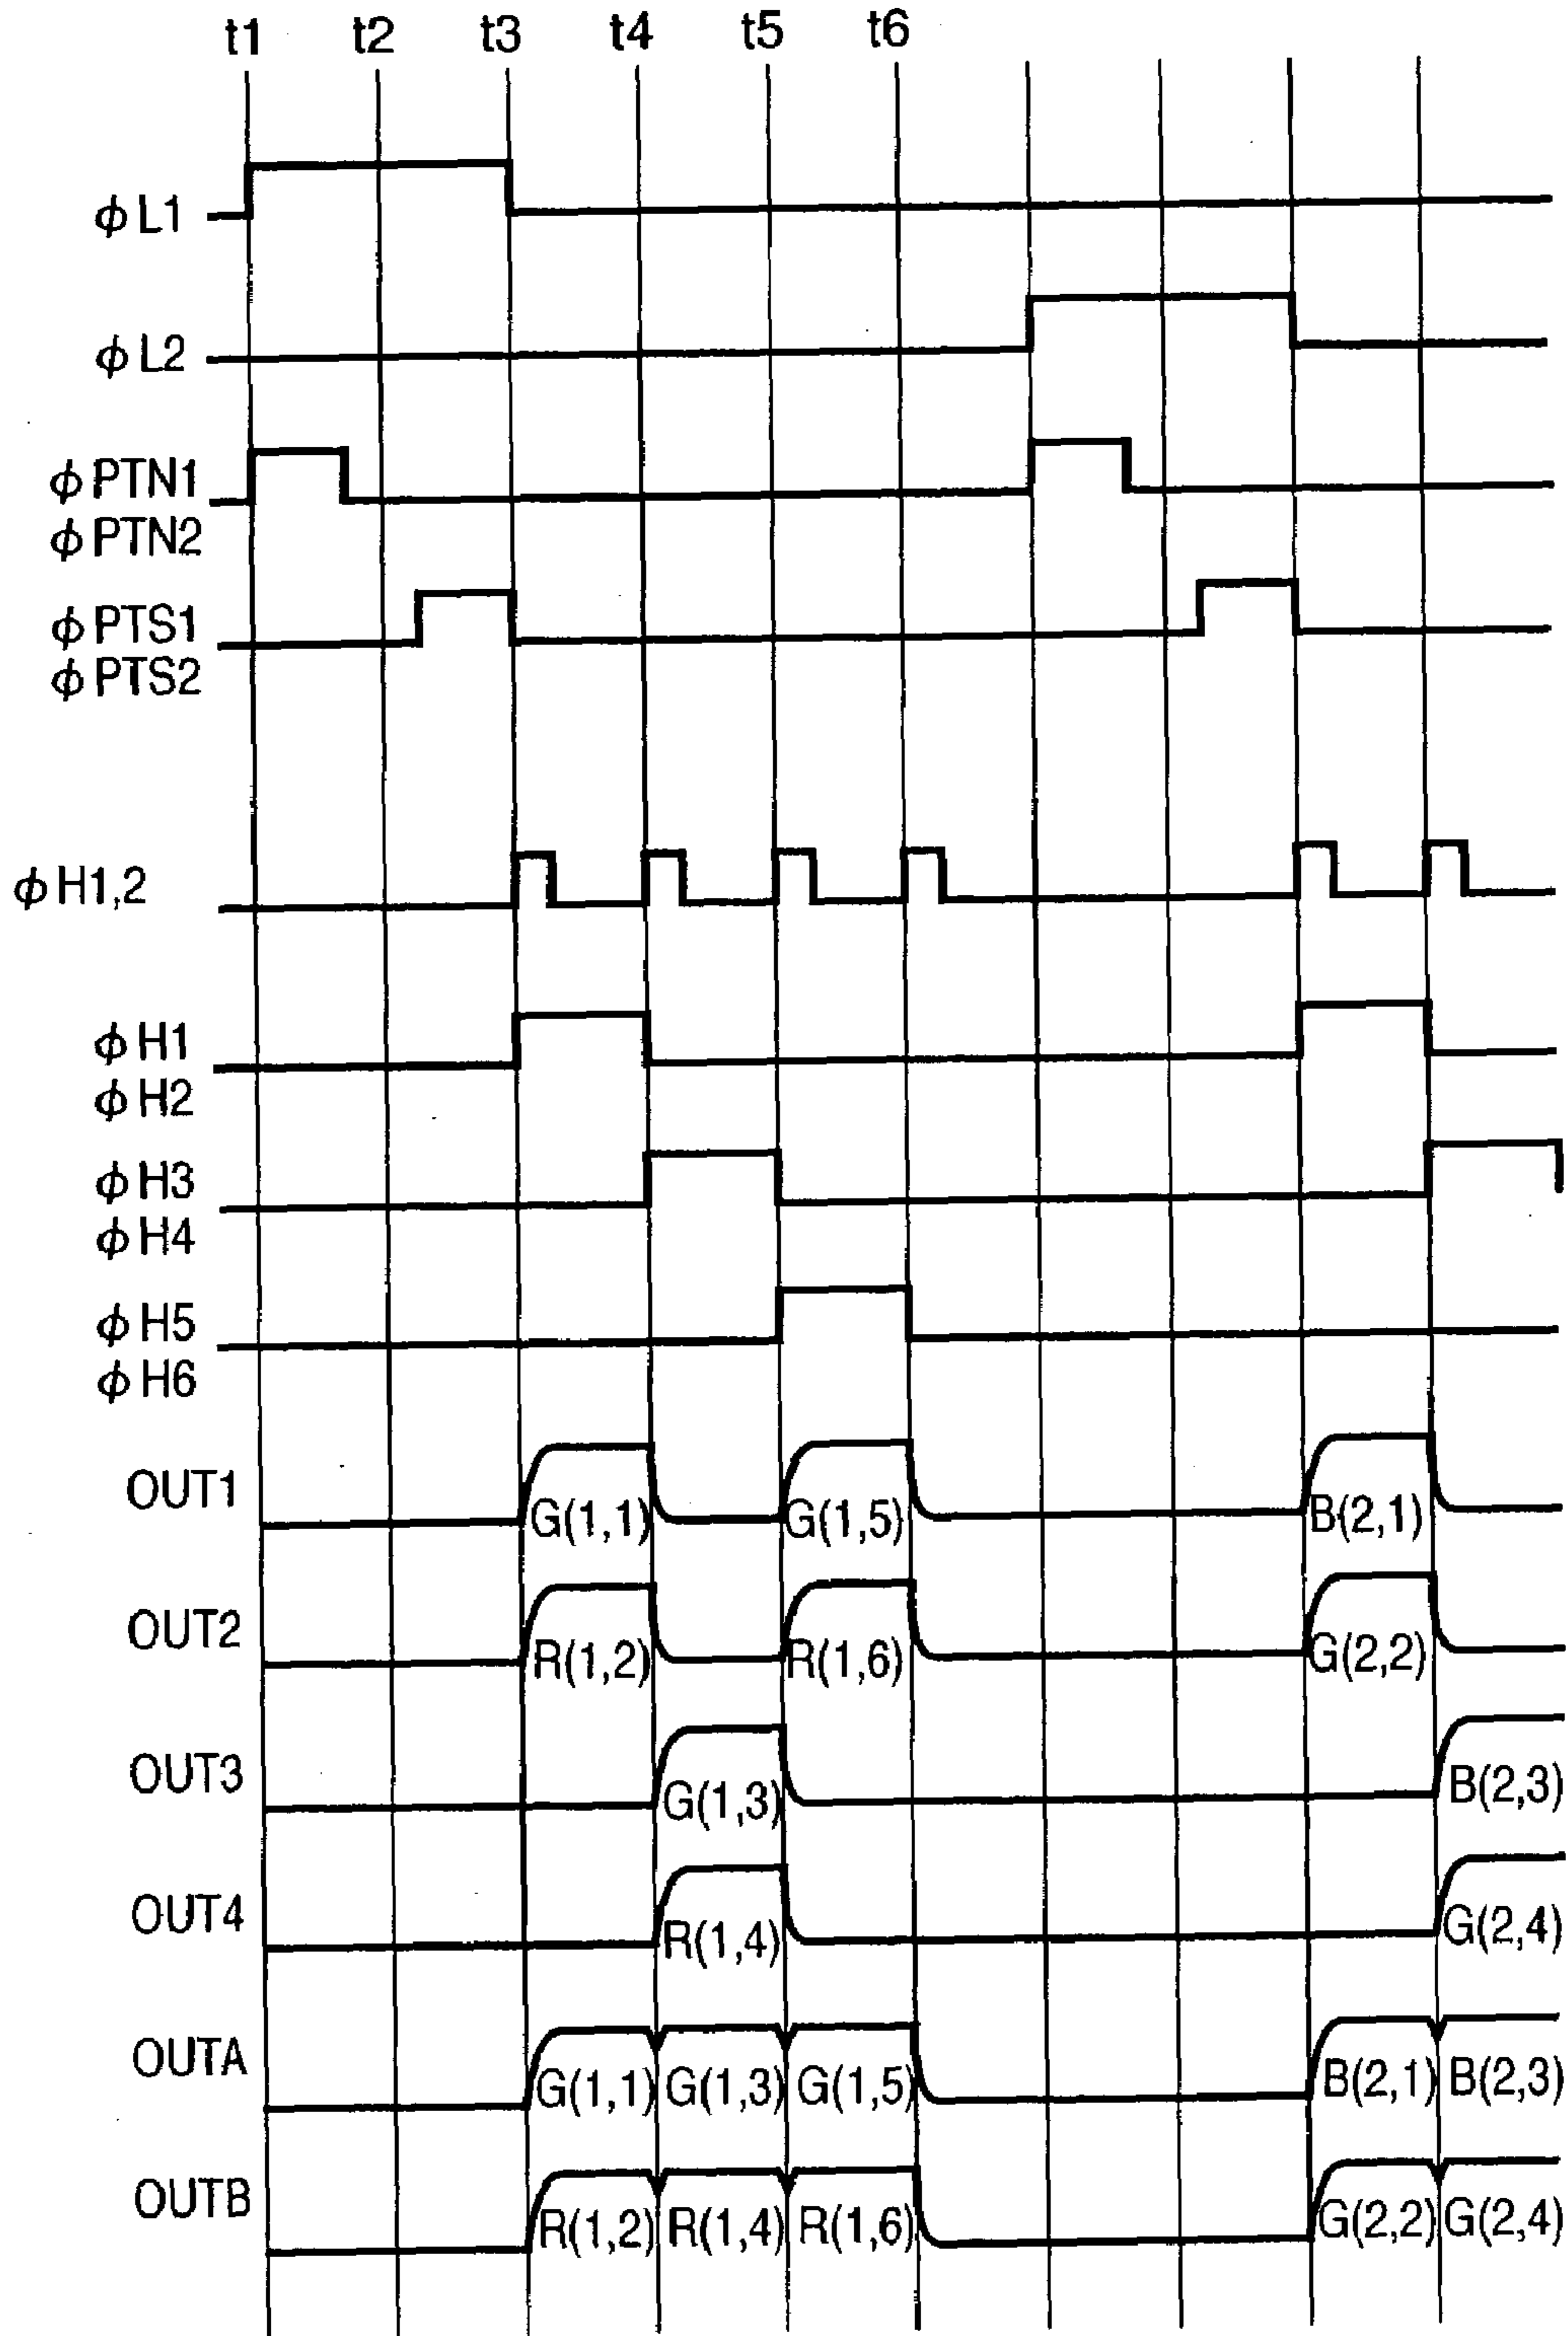 t1 t2 t3 t4 t5 t6
φL1
φL2
φPTN1
φPTN2
φPTS1
φPTS2
φH1,2
φH1
φH2
φH3
φH4
φH5
φH6
OUT1 G(1,1) G(1,5) B(2,1)
OUT2 R(1,2) R(1,6) G(2,2)
OUT3 G(1,3) B(2,3)
OUT4 R(1,4) G(2,4)
OUTA G(1,1) G(1,3) G(1,5) B(2,1) B(2,3)
OUTB R(1,2) R(1,4) R(1,6) G(2,2) G(2,4)